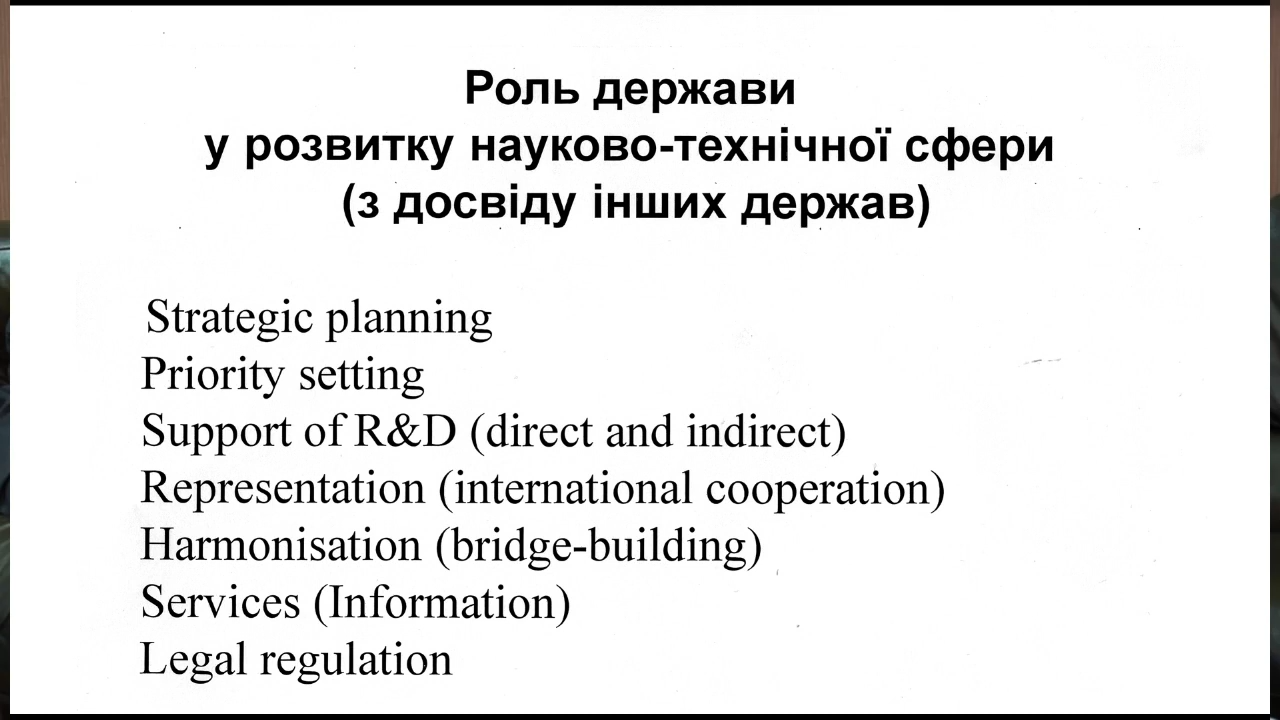 Роль держави
у розвитку науково-технічної сфери
(з досвіду інших держав)
Strategic planning
Priority setting
Support of R&D (direct and indirect)
Representation (international cooperation)
Harmonisation (bridge-building)
Services (Information)
Legal regulation